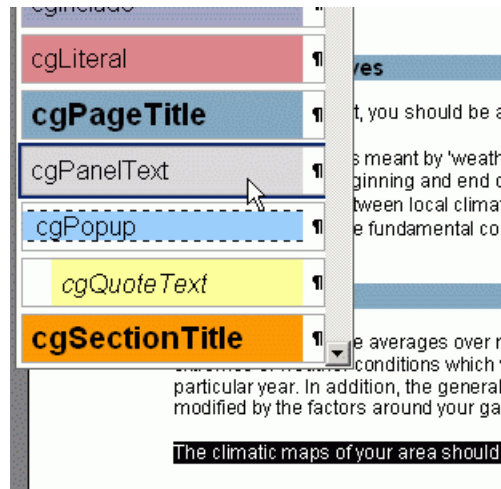 cgInclude
cgLiteral ¶
cgPageTitle ¶
cgPanelText ¶
cgPopup ¶
cgQuoteText ¶
cgSectionTitle ¶
t, you should be a
meant by 'weath
ginning and end o
tween local clima
e fundamental co
e averages over
conditions which
particular year. In addition, the general
modified by the factors around your ga
The climatic maps of your area should